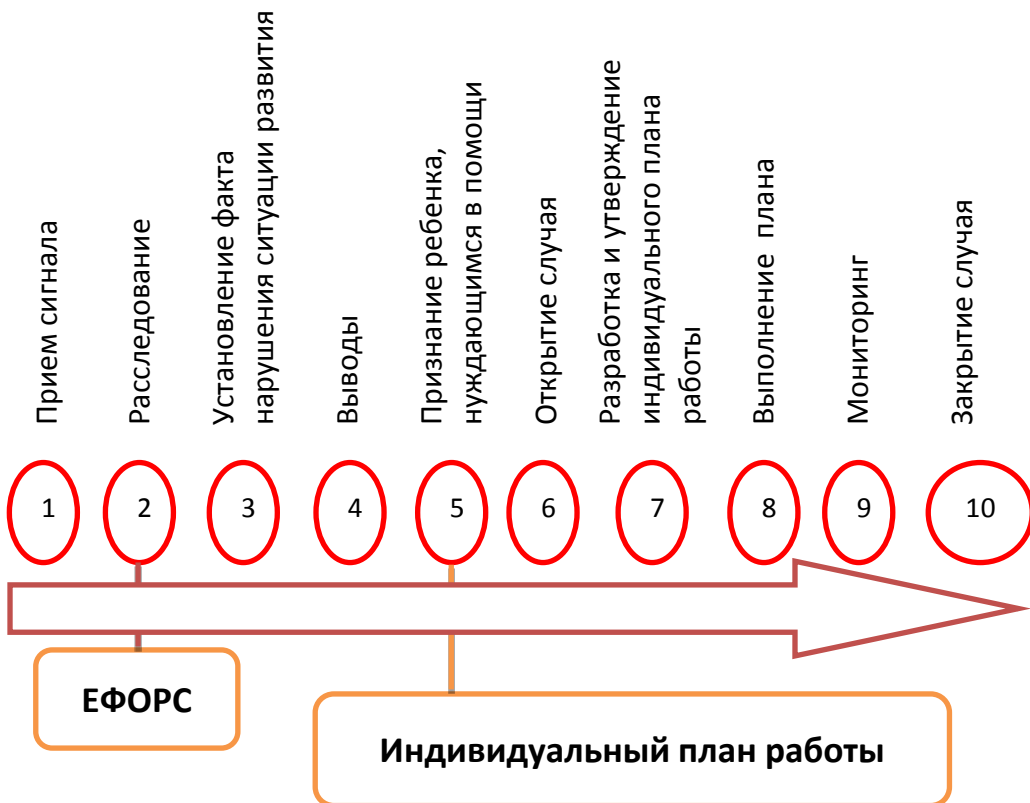 Прием сигнала
Расследование
Установление факта
нарушения ситуации развития
Выводы
Признание ребенка,
нуждающимся в помощи
Открытие случая
Разработка и утверждение
индивидуального плана
работы
Выполнение плана
Мониторинг
Закрытие случая
1
2
3
4
5
6
7
8
9
10
ЕФОРС
Индивидуальный план работы